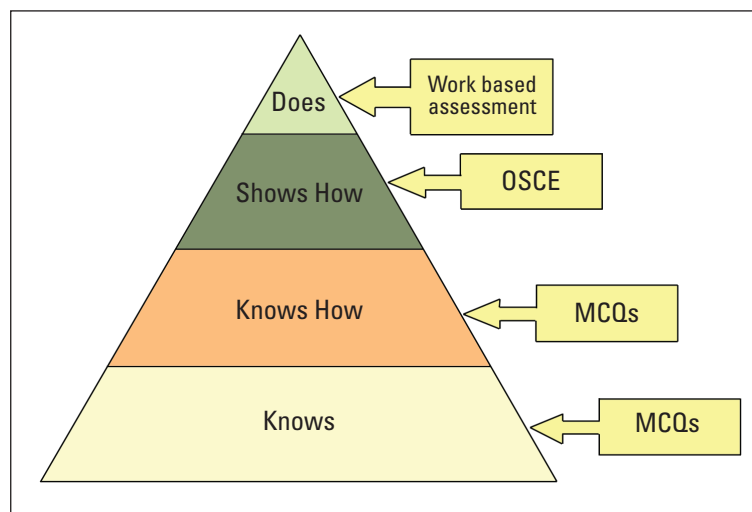 Does
Work based
assessment
Shows How
OSCE
Knows How
MCQs
Knows
MCQs